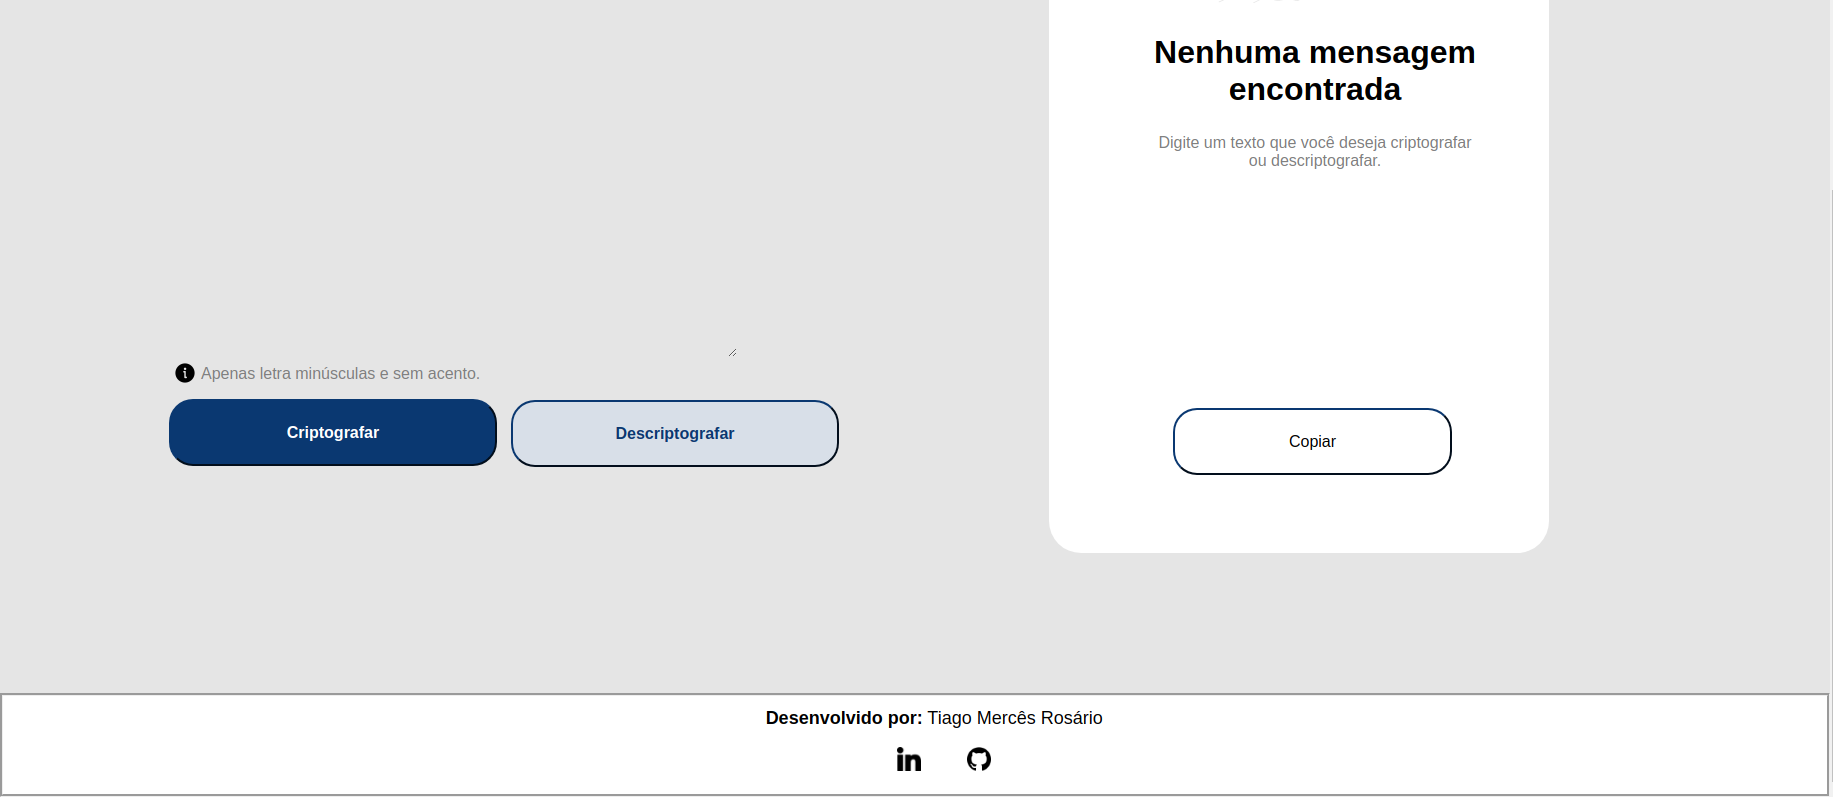 Nenhuma mensagem
encontrada
Digite um texto que você deseja criptografar
ou descriptografar.
Apenas letra minúsculas e sem acento.
Criptografar
Descriptografar
Copiar
Desenvolvido por: Tiago Mercês Rosário